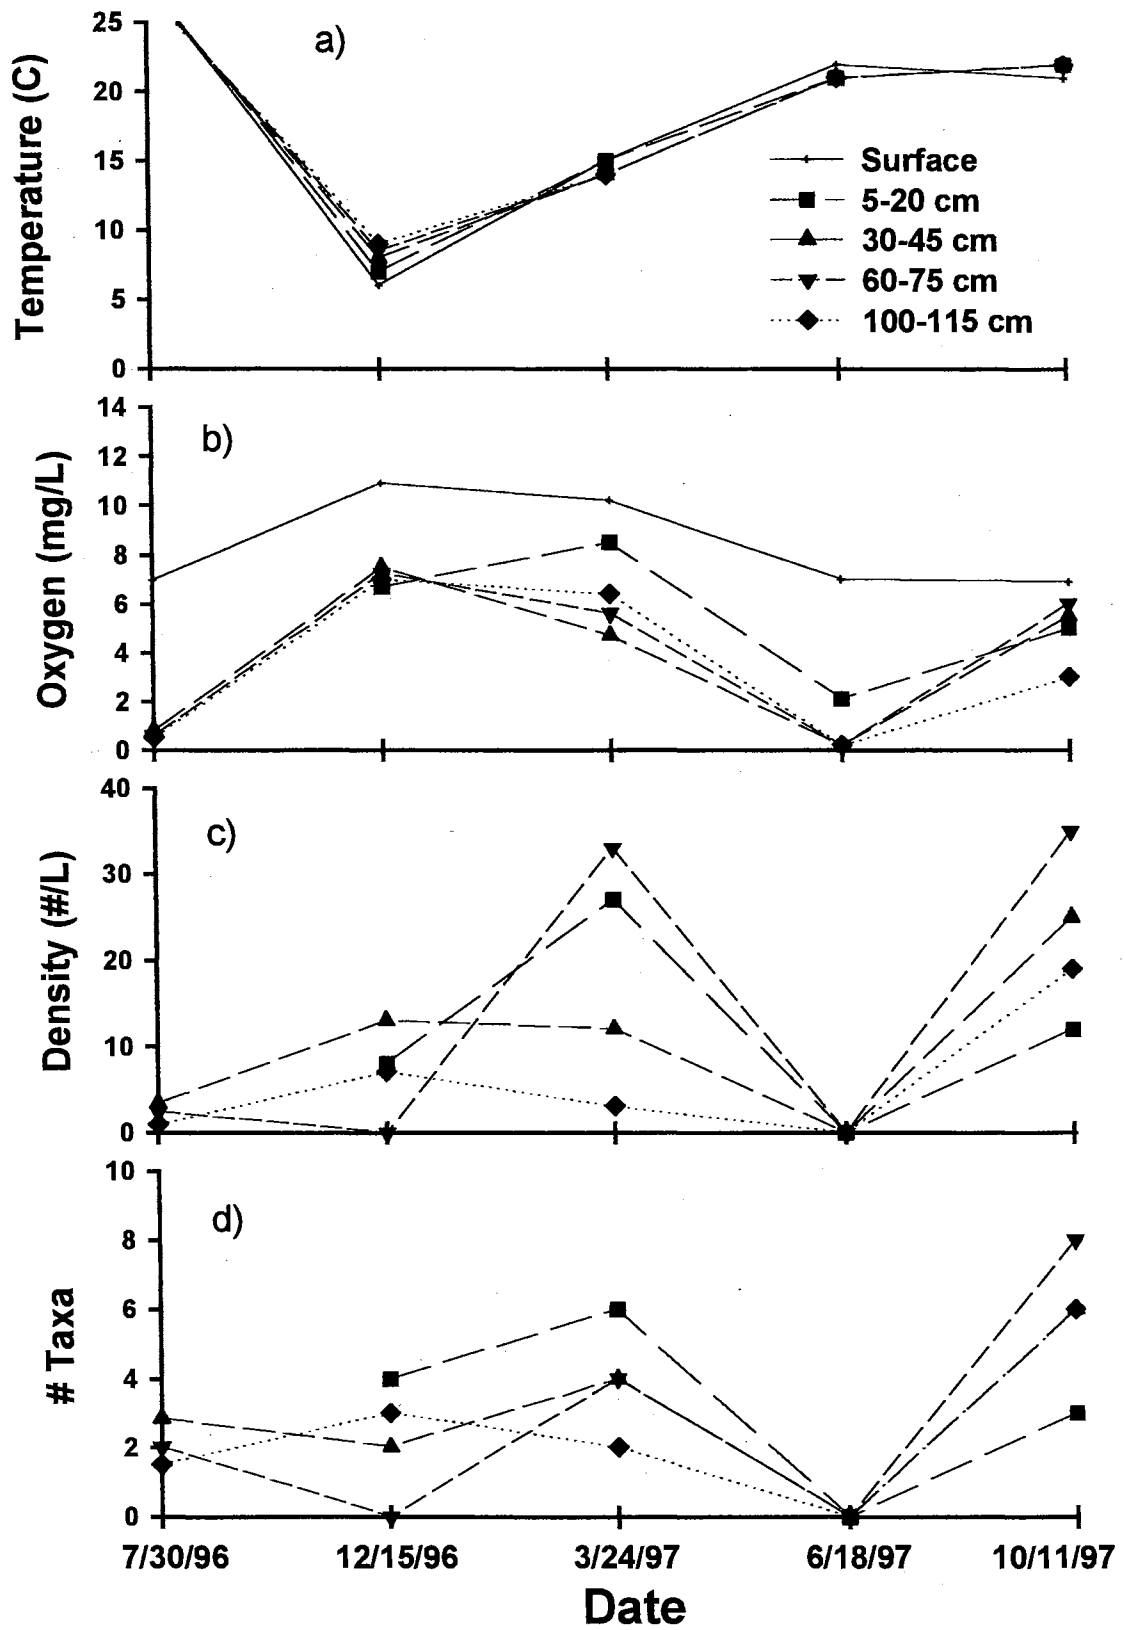 a)
Temperature (C)
25
20
15
10
5
0
Surface
5-20 cm
30-45 cm
60-75 cm
100-115 cm
b)
Oxygen (mg/L)
14
12
10
8
6
4
2
0
c)
Density (#/L)
40
30
20
10
0
d)
# Taxa
10
8
6
4
2
0
7/30/96 12/15/96 3/24/97 6/18/97 10/11/97
Date